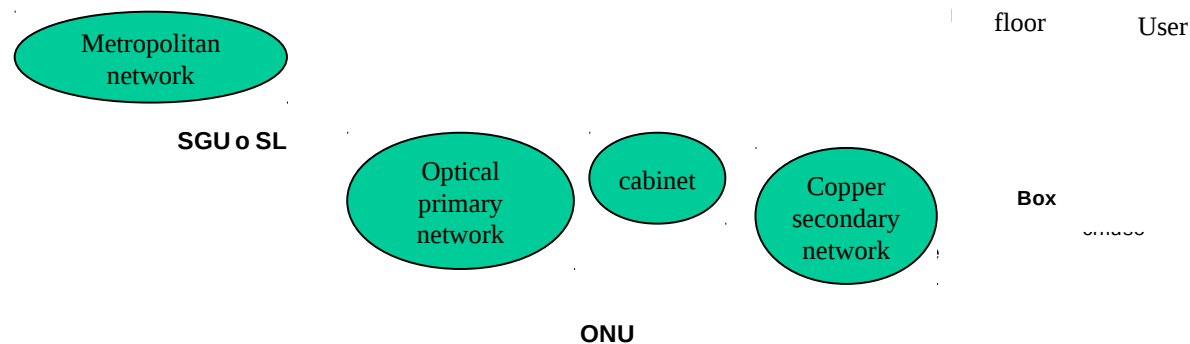 floor
User
Metropolitan
network
SGU o SL
Optical
primary
network
cabinet
Copper
secondary
network
Box
ONU